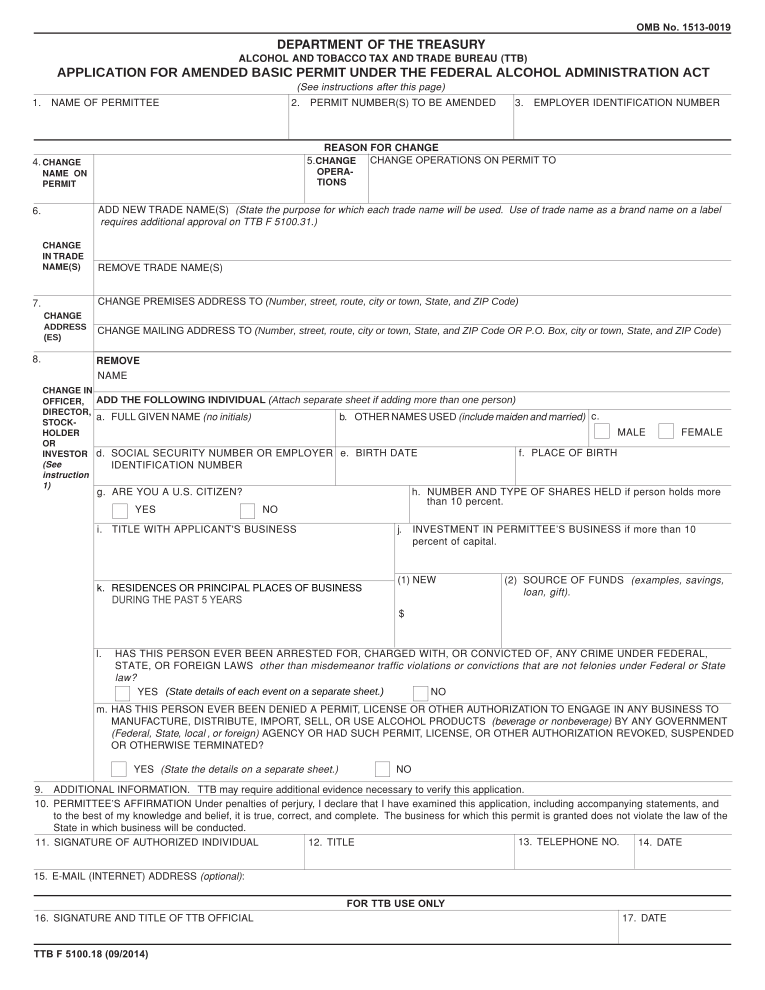 OMB No. 1513-0019
DEPARTMENT OF THE TREASURY
ALCOHOL AND TOBACCO TAX AND TRADE BUREAU (TTB)
APPLICATION FOR AMENDED BASIC PERMIT UNDER THE FEDERAL ALCOHOL ADMINISTRATION ACT
(See instructions after this page)
1. NAME OF PERMITTEE
2. PERMIT NUMBER(S) TO BE AMENDED
3. EMPLOYER IDENTIFICATION NUMBER
REASON FOR CHANGE
4. CHANGE
NAME ON
PERMIT
5. CHANGE
OPERA-
TIONS
CHANGE OPERATIONS ON PERMIT TO
6.
CHANGE
IN TRADE
NAME(S)
ADD NEW TRADE NAME(S) (State the purpose for which each trade name will be used. Use of trade name as a brand name on a label
requires additional approval on TTB F 5100.31.)
REMOVE TRADE NAME(S)
7.
CHANGE
ADDRESS
(ES)
CHANGE PREMISES ADDRESS TO (Number, street, route, city or town, State, and ZIP Code)
CHANGE MAILING ADDRESS TO (Number, street, route, city or town, State, and ZIP Code OR P.O. Box, city or town, State, and ZIP Code)
8.
CHANGE IN
OFFICER,
DIRECTOR,
STOCK-
HOLDER
OR
INVESTOR
(See
instruction
1)
REMOVE
NAME
ADD THE FOLLOWING INDIVIDUAL (Attach separate sheet if adding more than one person)
a. FULL GIVEN NAME (no initials)
b. OTHER NAMES USED (include maiden and married)
c.
MALE FEMALE
d. SOCIAL SECURITY NUMBER OR EMPLOYER
IDENTIFICATION NUMBER
e. BIRTH DATE
f. PLACE OF BIRTH
g. ARE YOU A U.S. CITIZEN?
YES NO
h. NUMBER AND TYPE OF SHARES HELD if person holds more
than 10 percent.
i. TITLE WITH APPLICANT'S BUSINESS
j. INVESTMENT IN PERMITTEE'S BUSINESS if more than 10
percent of capital.
k. RESIDENCES OR PRINCIPAL PLACES OF BUSINESS
DURING THE PAST 5 YEARS
(1) NEW
$
(2) SOURCE OF FUNDS (examples, savings,
loan, gift).
l. HAS THIS PERSON EVER BEEN ARRESTED FOR, CHARGED WITH, OR CONVICTED OF, ANY CRIME UNDER FEDERAL,
STATE, OR FOREIGN LAWS other than misdemeanor traffic violations or convictions that are not felonies under Federal or State
law?
YES (State details of each event on a separate sheet.) NO
m. HAS THIS PERSON EVER BEEN DENIED A PERMIT, LICENSE OR OTHER AUTHORIZATION TO ENGAGE IN ANY BUSINESS TO
MANUFACTURE, DISTRIBUTE, IMPORT, SELL, OR USE ALCOHOL PRODUCTS (beverage or nonbeverage) BY ANY GOVERNMENT
(Federal, State, local , or foreign) AGENCY OR HAD SUCH PERMIT, LICENSE, OR OTHER AUTHORIZATION REVOKED, SUSPENDED
OR OTHERWISE TERMINATED?
YES (State the details on a separate sheet.) NO
9. ADDITIONAL INFORMATION. TTB may require additional evidence necessary to verify this application.
10. PERMITTEE'S AFFIRMATION Under penalties of perjury, I declare that I have examined this application, including accompanying statements, and
to the best of my knowledge and belief, it is true, correct, and complete. The business for which this permit is granted does not violate the law of the
State in which business will be conducted.
11. SIGNATURE OF AUTHORIZED INDIVIDUAL
12. TITLE
13. TELEPHONE NO.
14. DATE
15. E-MAIL (INTERNET) ADDRESS (optional):
FOR TTB USE ONLY
16. SIGNATURE AND TITLE OF TTB OFFICIAL
17. DATE
TTB F 5100.18 (09/2014)